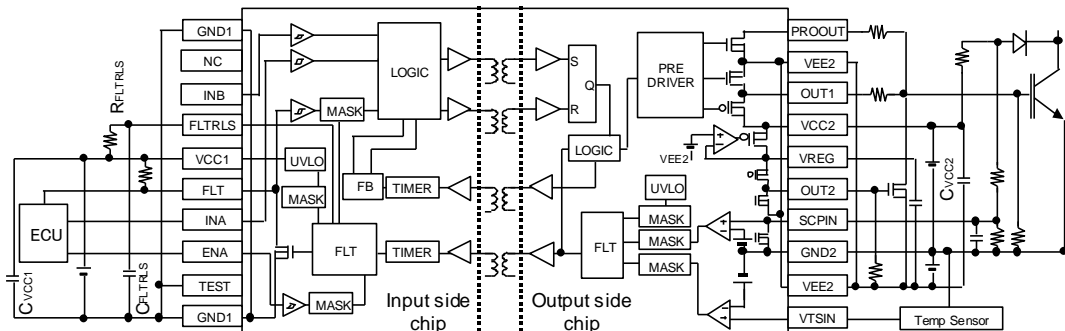 GND1
NC
INB
FLTRLS
VCC1
FLT
INA
ENA
TEST
GND1
RFLTRLS
ECU
CVCC1
CFLTRLS
LOGIC
MASK
UVLO
MASK
FB
TIMER
FLT
TIMER
MASK
Input side
chip
Output side
chip
S
R
Q
LOGIC
PRE
DRIVER
VEE2
UVLO
MASK
MASK
MASK
FLT
PROOUT
VEE2
OUT1
VCC2
VREG
OUT2
SCPIN
GND2
VEE2
VTSIN
CVCC2
Temp Sensor